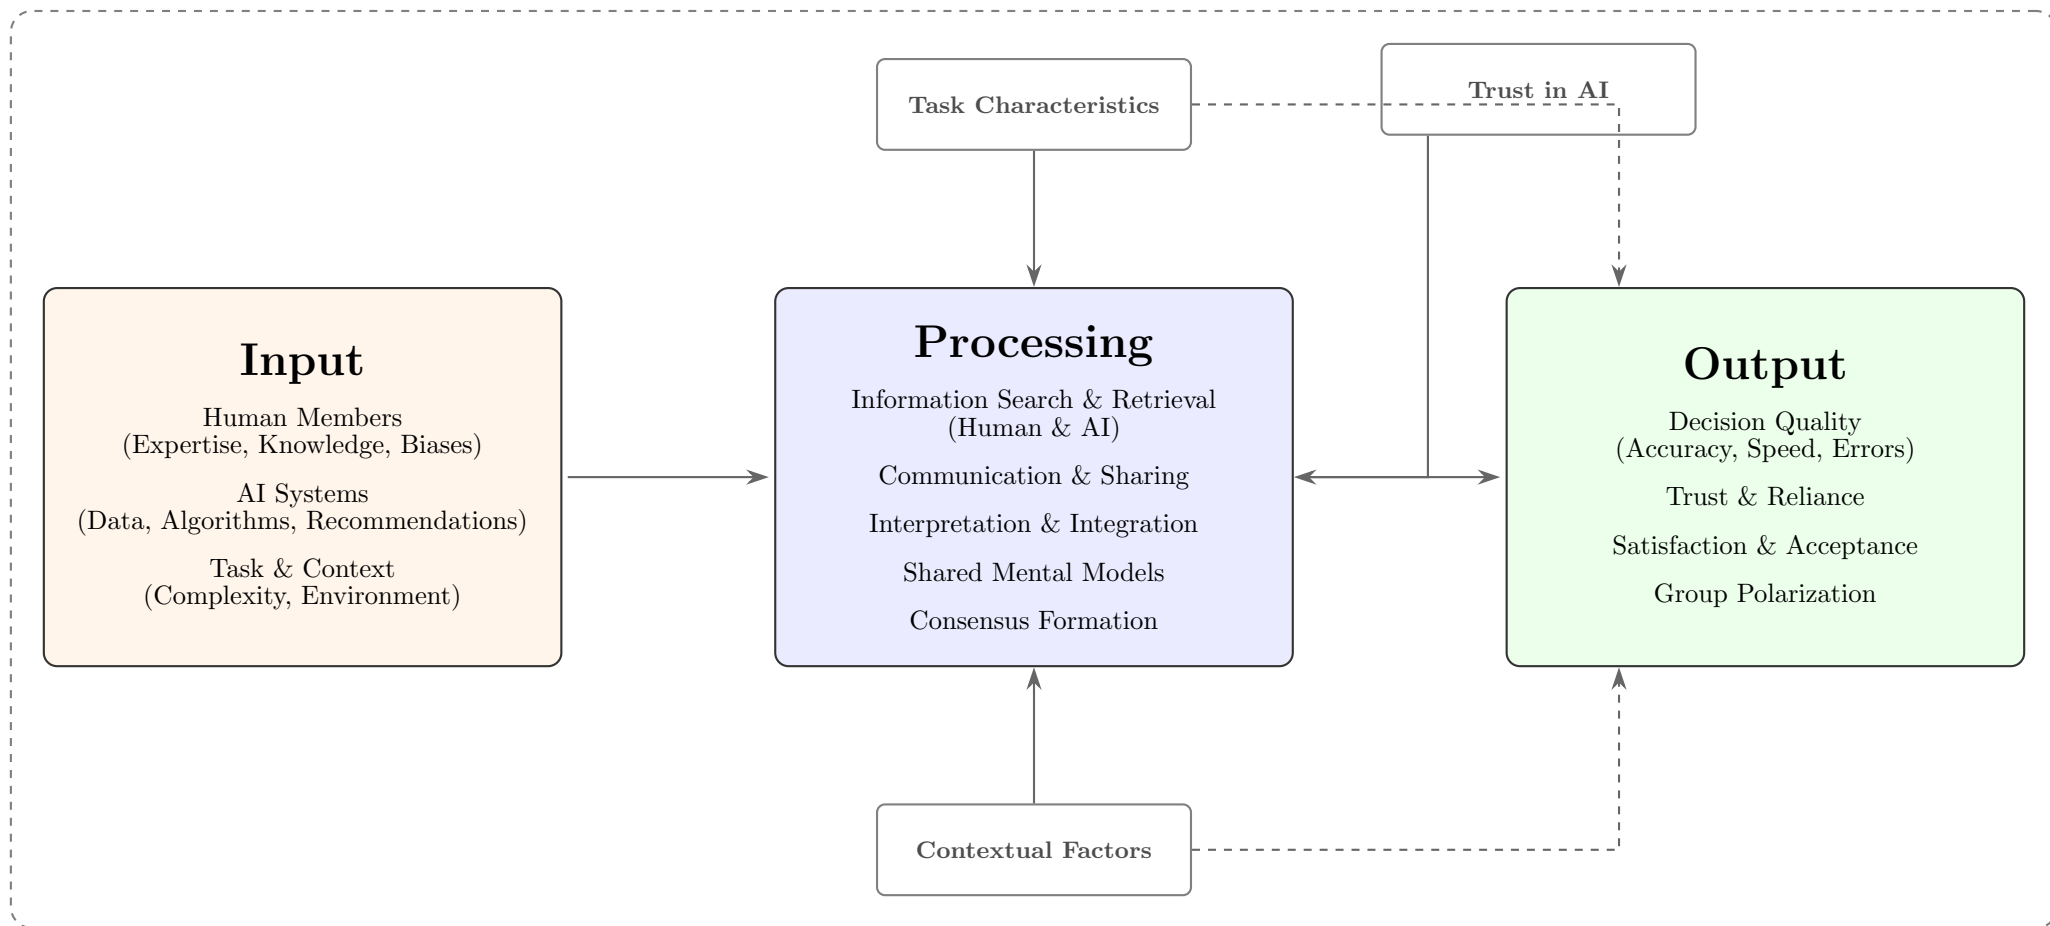 Task Characteristics
Trust in AI
Input
Human Members
(Expertise, Knowledge, Biases)
AI Systems
(Data, Algorithms, Recommendations)
Task & Context
(Complexity, Environment)
Processing
Information Search & Retrieval
(Human & AI)
Communication & Sharing
Interpretation & Integration
Shared Mental Models
Consensus Formation
Output
Decision Quality
(Accuracy, Speed, Errors)
Trust & Reliance
Satisfaction & Acceptance
Group Polarization
Contextual Factors